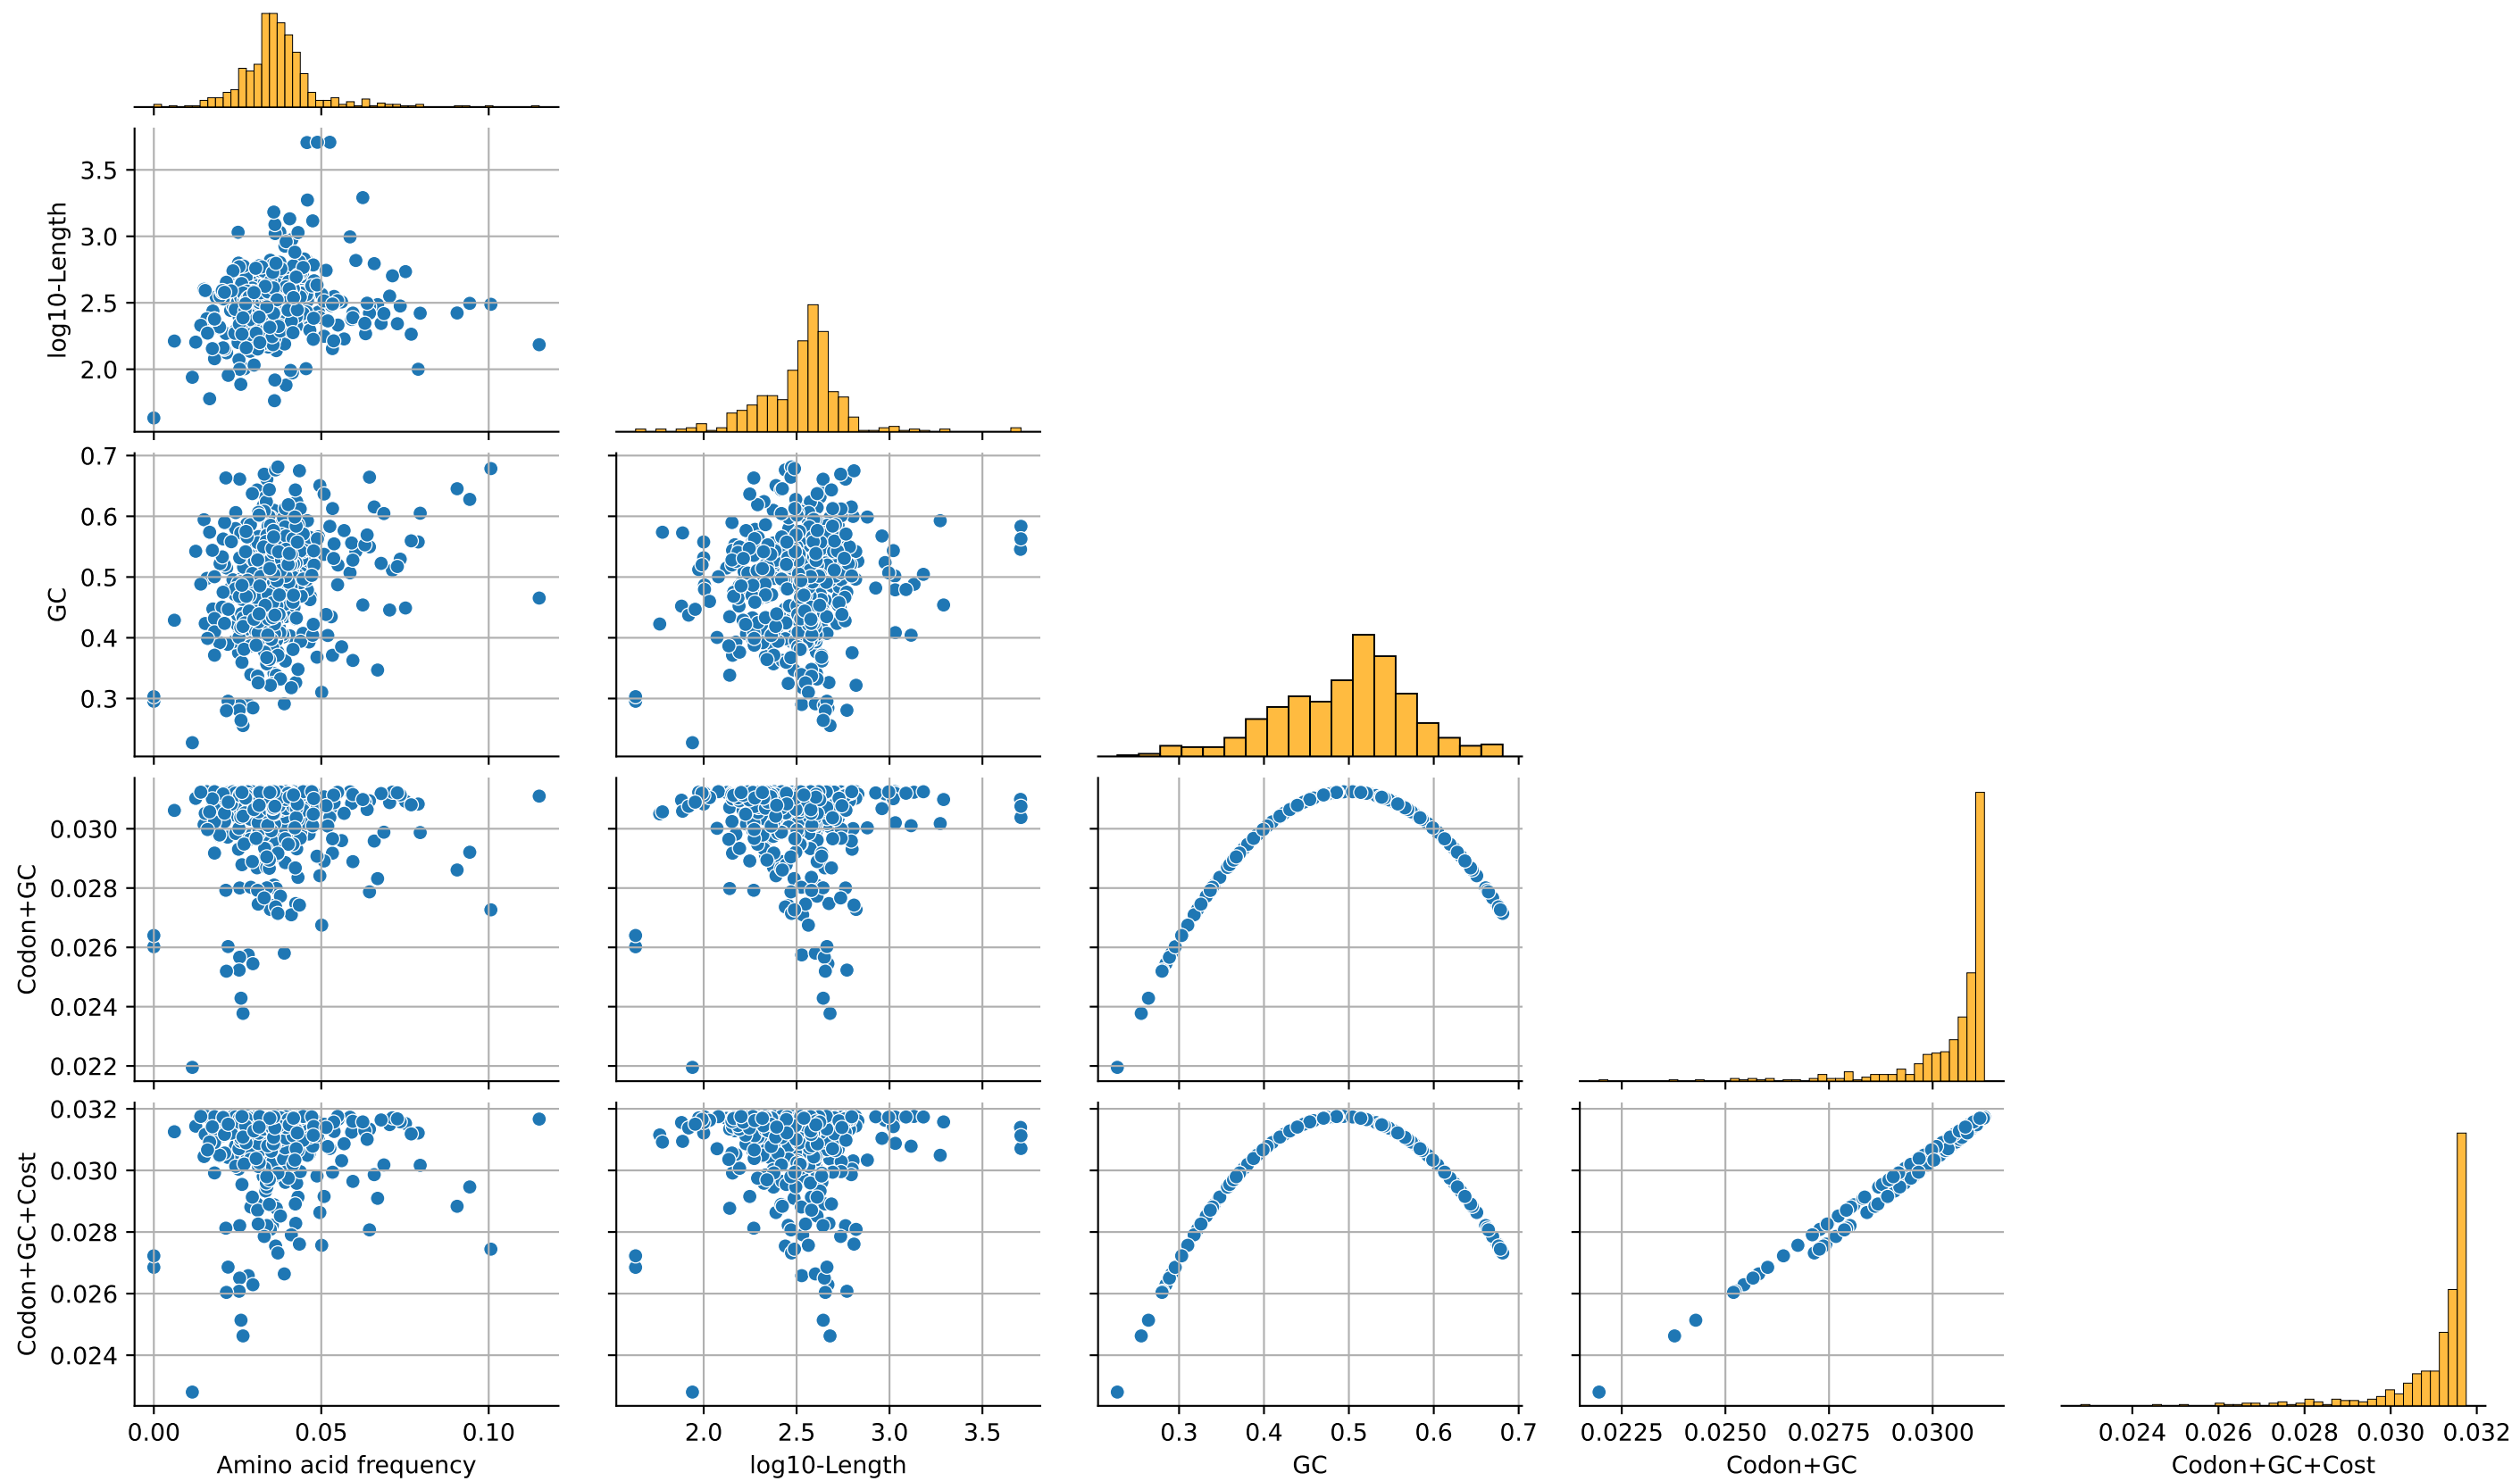 3.5
3.0
2.5
2.0
log10-Length
0.7
0.6
0.5
0.4
0.3
GC
0.030
0.028
0.026
0.024
0.022
Codon+GC
0.032
0.030
0.028
0.026
0.024
Codon+GC+Cost
0.00 0.05 0.10
2.0 2.5 3.0 3.5
0.3 0.4 0.5 0.6 0.7
0.0225 0.0250 0.0275 0.0300
0.024 0.026 0.028 0.030 0.032
Amino acid frequency
log10-Length
GC
Codon+GC
Codon+GC+Cost